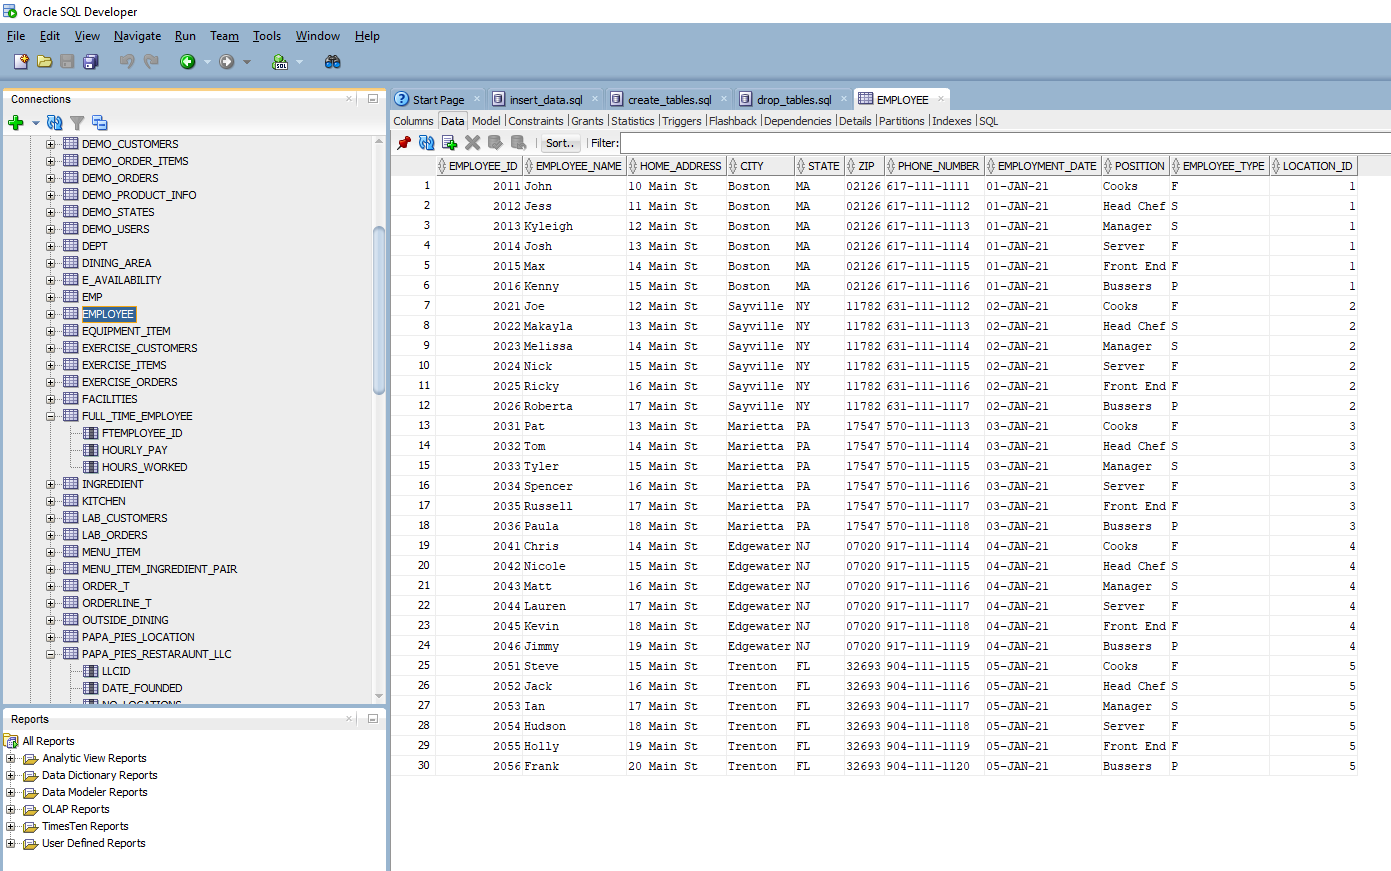 Oracle SQL Developer
File Edit View Navigate Run Team Tools Window Help
SQL
Connections
DEMO_CUSTOMERS
DEMO_ORDER_ITEMS
DEMO_ORDERS
DEMO_PRODUCT_INFO
DEMO_STATES
DEMO_USERS
DEPT
DINING_AREA
E_AVAILABILITY
EMP
EMPLOYEE
EQUIPMENT_ITEM
EXERCISE_CUSTOMERS
EXERCISE_ITEMS
EXERCISE_ORDERS
FACILITIES
FULL_TIME_EMPLOYEE
FTEMPLOYEE_ID
HOURLY_PAY
HOURS_WORKED
INGREDIENT
KITCHEN
LAB_CUSTOMERS
LAB_ORDERS
MENU_ITEM
MENU_ITEM_INGREDIENT_PAIR
ORDER_T
ORDERLINE_T
OUTSIDE_DINING
PAPA_PIES_LOCATION
PAPA_PIES_RESTARAUNT_LLC
LLCID
DATE_FOUNDED
NO_LOCATIONS
Reports
All Reports
Analytic View Reports
Data Dictionary Reports
Data Modeler Reports
OLAP Reports
TimesTen Reports
User Defined Reports
Start Page insert_data.sql create_tables.sql drop_tables.sql EMPLOYEE
Columns Data Model Constraints Grants Statistics Triggers Flashback Dependencies Details Partitions Indexes SQL
Sort.. Filter:
EMPLOYEE_ID EMPLOYEE_NAME HOME_ADDRESS CITY STATE ZIP PHONE_NUMBER EMPLOYMENT_DATE POSITION EMPLOYEE_TYPE LOCATION_ID
1 2011 John 10 Main St Boston MA 02126 617-111-1111 01-JAN-21 Cooks F 1
2 2012 Jess 11 Main St Boston MA 02126 617-111-1112 01-JAN-21 Head Chef S 1
3 2013 Kyleigh 12 Main St Boston MA 02126 617-111-1113 01-JAN-21 Manager S 1
4 2014 Josh 13 Main St Boston MA 02126 617-111-1114 01-JAN-21 Server F 1
5 2015 Max 14 Main St Boston MA 02126 617-111-1115 01-JAN-21 Front End F 1
6 2016 Kenny 15 Main St Boston MA 02126 617-111-1116 01-JAN-21 Bussers P 1
7 2021 Joe 12 Main St Sayville NY 11782 631-111-1112 02-JAN-21 Cooks F 2
8 2022 Makayla 13 Main St Sayville NY 11782 631-111-1113 02-JAN-21 Head Chef S 2
9 2023 Melissa 14 Main St Sayville NY 11782 631-111-1114 02-JAN-21 Manager S 2
10 2024 Nick 15 Main St Sayville NY 11782 631-111-1115 02-JAN-21 Server F 2
11 2025 Ricky 16 Main St Sayville NY 11782 631-111-1116 02-JAN-21 Front End F 2
12 2026 Roberta 17 Main St Sayville NY 11782 631-111-1117 02-JAN-21 Bussers P 2
13 2031 Pat 13 Main St Marietta PA 17547 570-111-1113 03-JAN-21 Cooks F 3
14 2032 Tom 14 Main St Marietta PA 17547 570-111-1114 03-JAN-21 Head Chef S 3
15 2033 Tyler 15 Main St Marietta PA 17547 570-111-1115 03-JAN-21 Manager S 3
16 2034 Spencer 16 Main St Marietta PA 17547 570-111-1116 03-JAN-21 Server F 3
17 2035 Russell 17 Main St Marietta PA 17547 570-111-1117 03-JAN-21 Front End F 3
18 2036 Paula 18 Main St Marietta PA 17547 570-111-1118 03-JAN-21 Bussers P 3
19 2041 Chris 14 Main St Edgewater NJ 07020 917-111-1114 04-JAN-21 Cooks F 4
20 2042 Nicole 15 Main St Edgewater NJ 07020 917-111-1115 04-JAN-21 Head Chef S 4
21 2043 Matt 16 Main St Edgewater NJ 07020 917-111-1116 04-JAN-21 Manager S 4
22 2044 Lauren 17 Main St Edgewater NJ 07020 917-111-1117 04-JAN-21 Server F 4
23 2045 Kevin 18 Main St Edgewater NJ 07020 917-111-1118 04-JAN-21 Front End F 4
24 2046 Jimmy 19 Main St Edgewater NJ 07020 917-111-1119 04-JAN-21 Bussers P 4
25 2051 Steve 15 Main St Trenton FL 32693 904-111-1115 05-JAN-21 Cooks F 5
26 2052 Jack 16 Main St Trenton FL 32693 904-111-1116 05-JAN-21 Head Chef S 5
27 2053 Ian 17 Main St Trenton FL 32693 904-111-1117 05-JAN-21 Manager S 5
28 2054 Hudson 18 Main St Trenton FL 32693 904-111-1118 05-JAN-21 Server F 5
29 2055 Holly 19 Main St Trenton FL 32693 904-111-1119 05-JAN-21 Front End F 5
30 2056 Frank 20 Main St Trenton FL 32693 904-111-1120 05-JAN-21 Bussers P 5